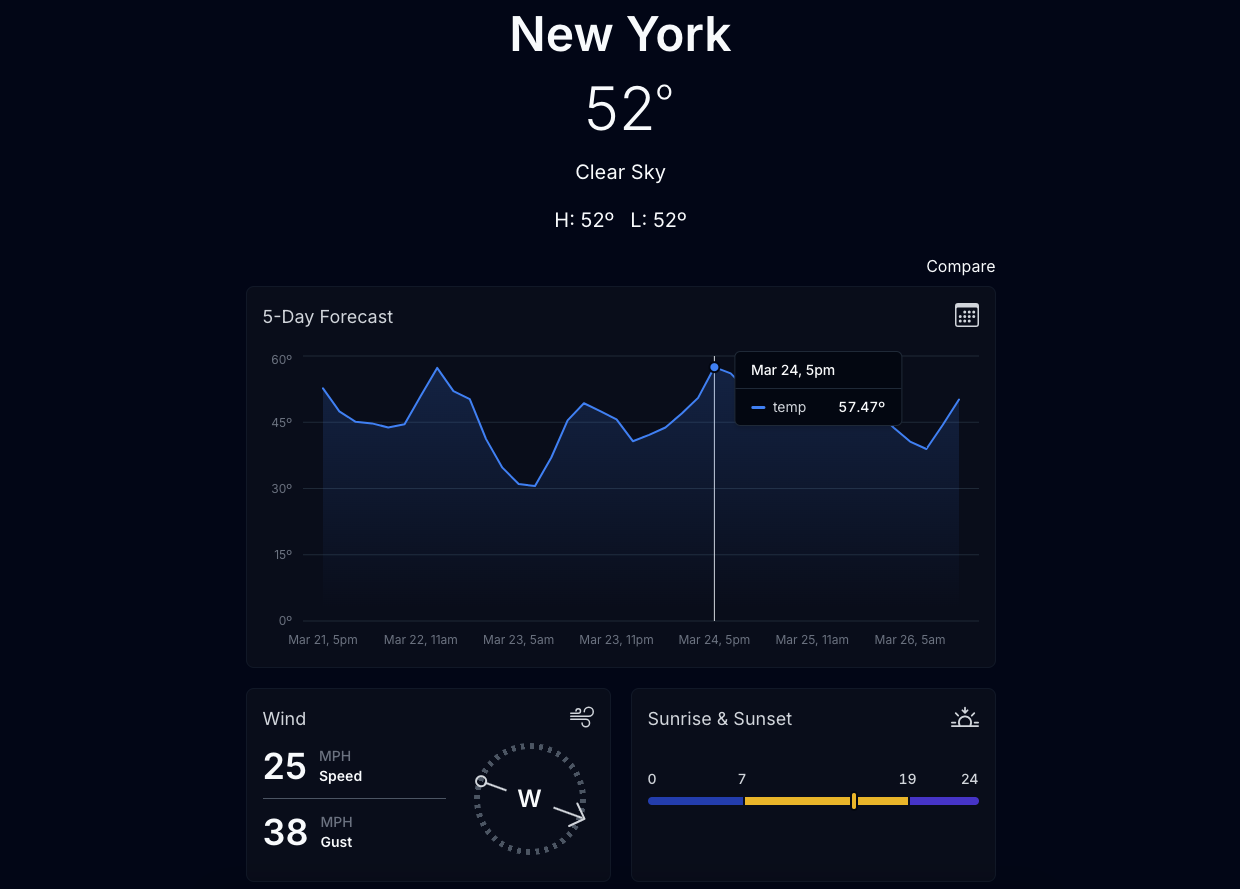 New York
52°
Clear Sky
H: 52º L: 52º
Compare
5-Day Forecast
60º
45º
30º
15º
0º
Mar 24, 5pm
temp 57.47º
Mar 21, 5pm Mar 22, 11am Mar 23, 5am Mar 23, 11pm Mar 24, 5pm Mar 25, 11am Mar 26, 5am
Wind
25 MPH
Speed
38 MPH
Gust
W
Sunrise & Sunset
0 7 19 24